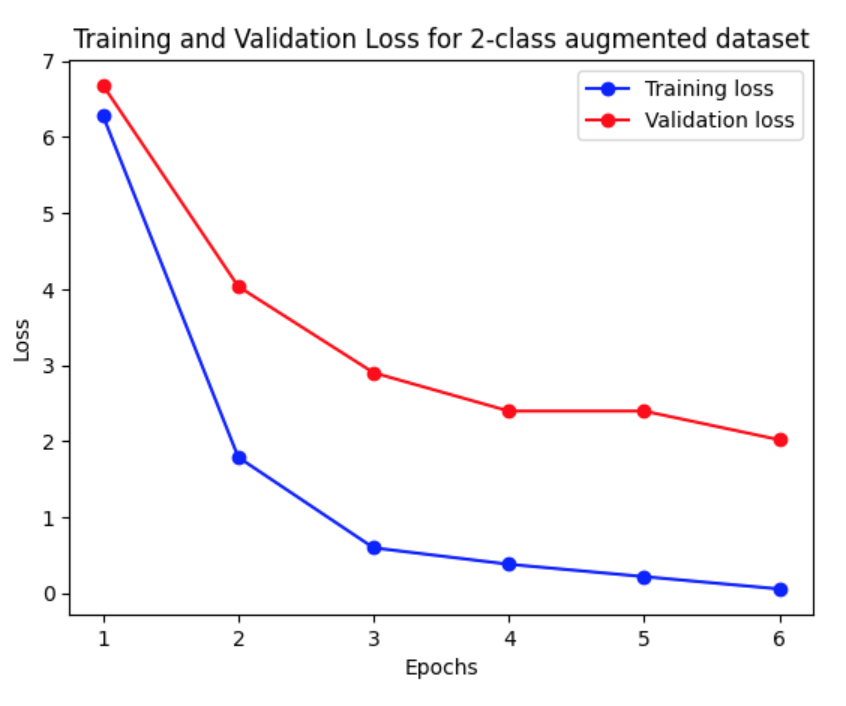 Training and Validation Loss for 2-class augmented dataset
7
6
5
4
3
2
1
0
Loss
Training loss
Validation loss
1 2 3 4 5 6
Epochs